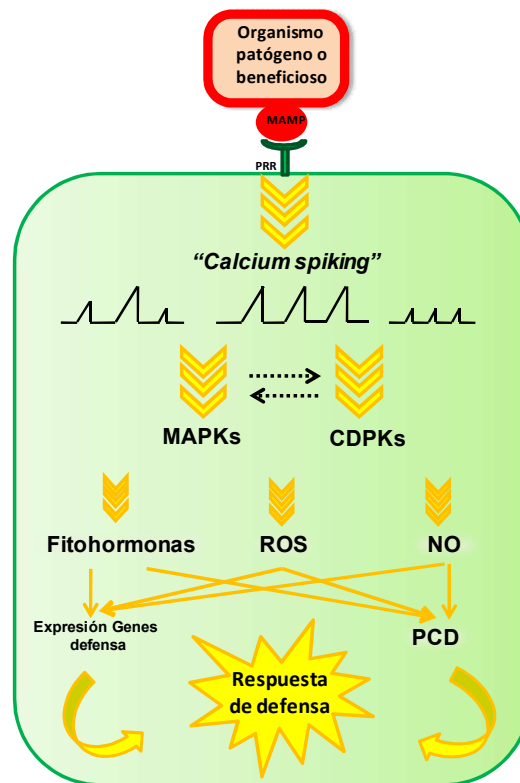 Organismo
patógeno o
beneficioso
MAMP
PRR
“Calcium spiking”
MAPKs
CDPKs
Fitohormonas
ROS
NO
Expresión Genes
defensa
PCD
Respuesta
de defensa